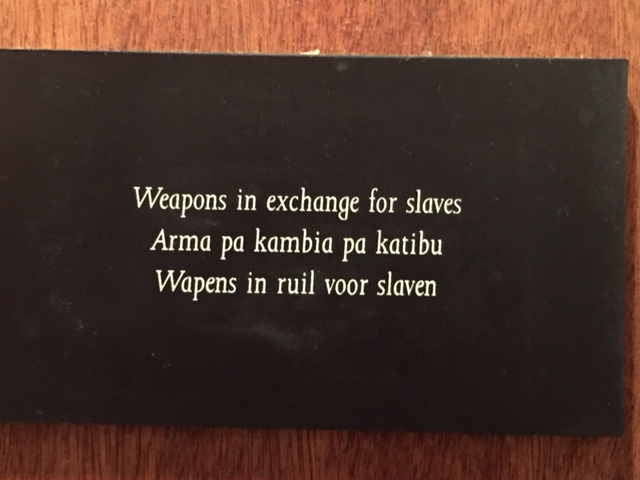 Weapons in exchange for slaves
Arma pa kambia pa katibu
Wapens in ruil voor slaven